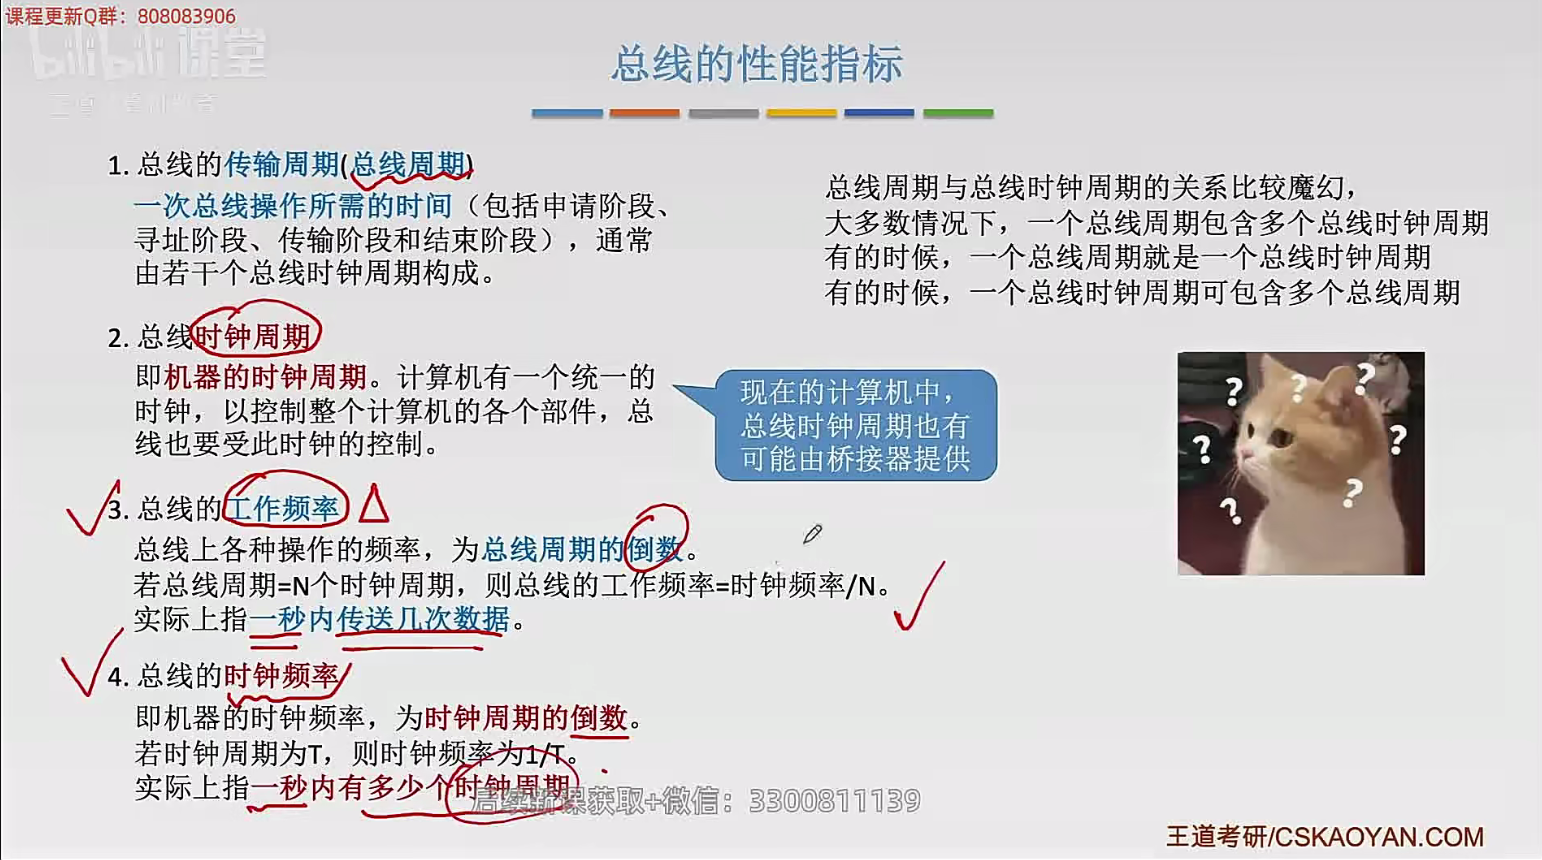 课程更新Q群：808083906
bilibili课堂
总线的性能指标
1. 总线的传输周期(总线周期)
一次总线操作所需的时间（包括申请阶段、
寻址阶段、传输阶段和结束阶段），通常
由若干个总线时钟周期构成。
2. 总线时钟周期
即机器的时钟周期。计算机有一个统一的
时钟，以控制整个计算机的各个部件，总
线也要受此时钟的控制。
现在的计算机中，
总线时钟周期也有
可能由桥接器提供
3. 总线的工作频率
总线上各种操作的频率，为总线周期的倒数。
若总线周期=N个时钟周期，则总线的工作频率=时钟频率/N。
实际上指一秒内传送几次数据。
4. 总线的时钟频率
即机器的时钟频率，为时钟周期的倒数。
若时钟周期为T，则时钟频率为1/T。
实际上指一秒内有多少个时钟周期
总线周期与总线时钟周期的关系比较魔幻，
大多数情况下，一个总线周期包含多个总线时钟周期
有的时候，一个总线周期就是一个总线时钟周期
有的时候，一个总线时钟周期可包含多个总线周期
? ? ? ? ? ? ?
后续新课获取+微信：3300811139
王道考研/CSKAOYAN.COM